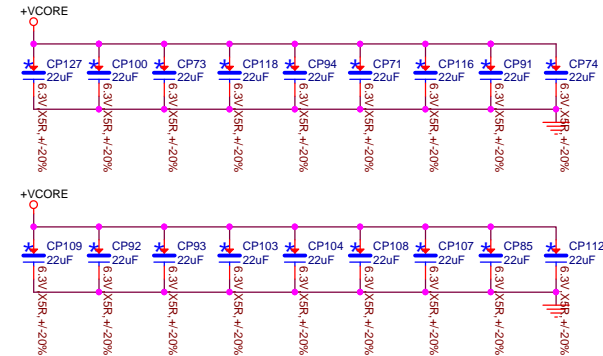 +VCORE
CP127 CP100 CP73 CP118 CP94 CP71 CP116 CP91 CP74
22uF 22uF 22uF 22uF 22uF 22uF 22uF 22uF 22uF
6.3V,X5R,+/-20% 6.3V,X5R,+/-20% 6.3V,X5R,+/-20% 6.3V,X5R,+/-20% 6.3V,X5R,+/-20% 6.3V,X5R,+/-20% 6.3V,X5R,+/-20% 6.3V,X5R,+/-20% 6.3V,X5R,+/-20%
+VCORE
CP109 CP92 CP93 CP103 CP104 CP108 CP107 CP85 CP112
22uF 22uF 22uF 22uF 22uF 22uF 22uF 22uF 22uF
6.3V,X5R,+/-20% 6.3V,X5R,+/-20% 6.3V,X5R,+/-20% 6.3V,X5R,+/-20% 6.3V,X5R,+/-20% 6.3V,X5R,+/-20% 6.3V,X5R,+/-20% 6.3V,X5R,+/-20% 6.3V,X5R,+/-20%